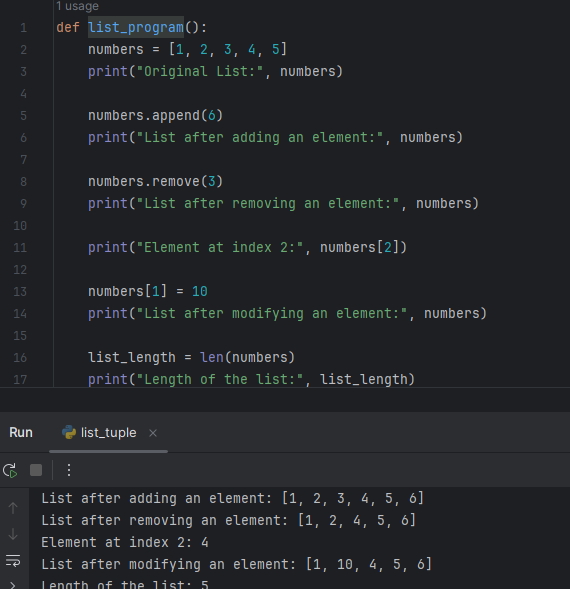 1 usage
1 def list_program():
2     numbers = [1, 2, 3, 4, 5]
3     print("Original List:", numbers)
4
5     numbers.append(6)
6     print("List after adding an element:", numbers)
7
8     numbers.remove(3)
9     print("List after removing an element:", numbers)
10
11     print("Element at index 2:", numbers[2])
12
13     numbers[1] = 10
14     print("List after modifying an element:", numbers)
15
16     list_length = len(numbers)
17     print("Length of the list:", list_length)
Run list_tuple ×
List after adding an element: [1, 2, 3, 4, 5, 6]
List after removing an element: [1, 2, 4, 5, 6]
Element at index 2: 4
List after modifying an element: [1, 10, 4, 5, 6]
Length of the list: 5